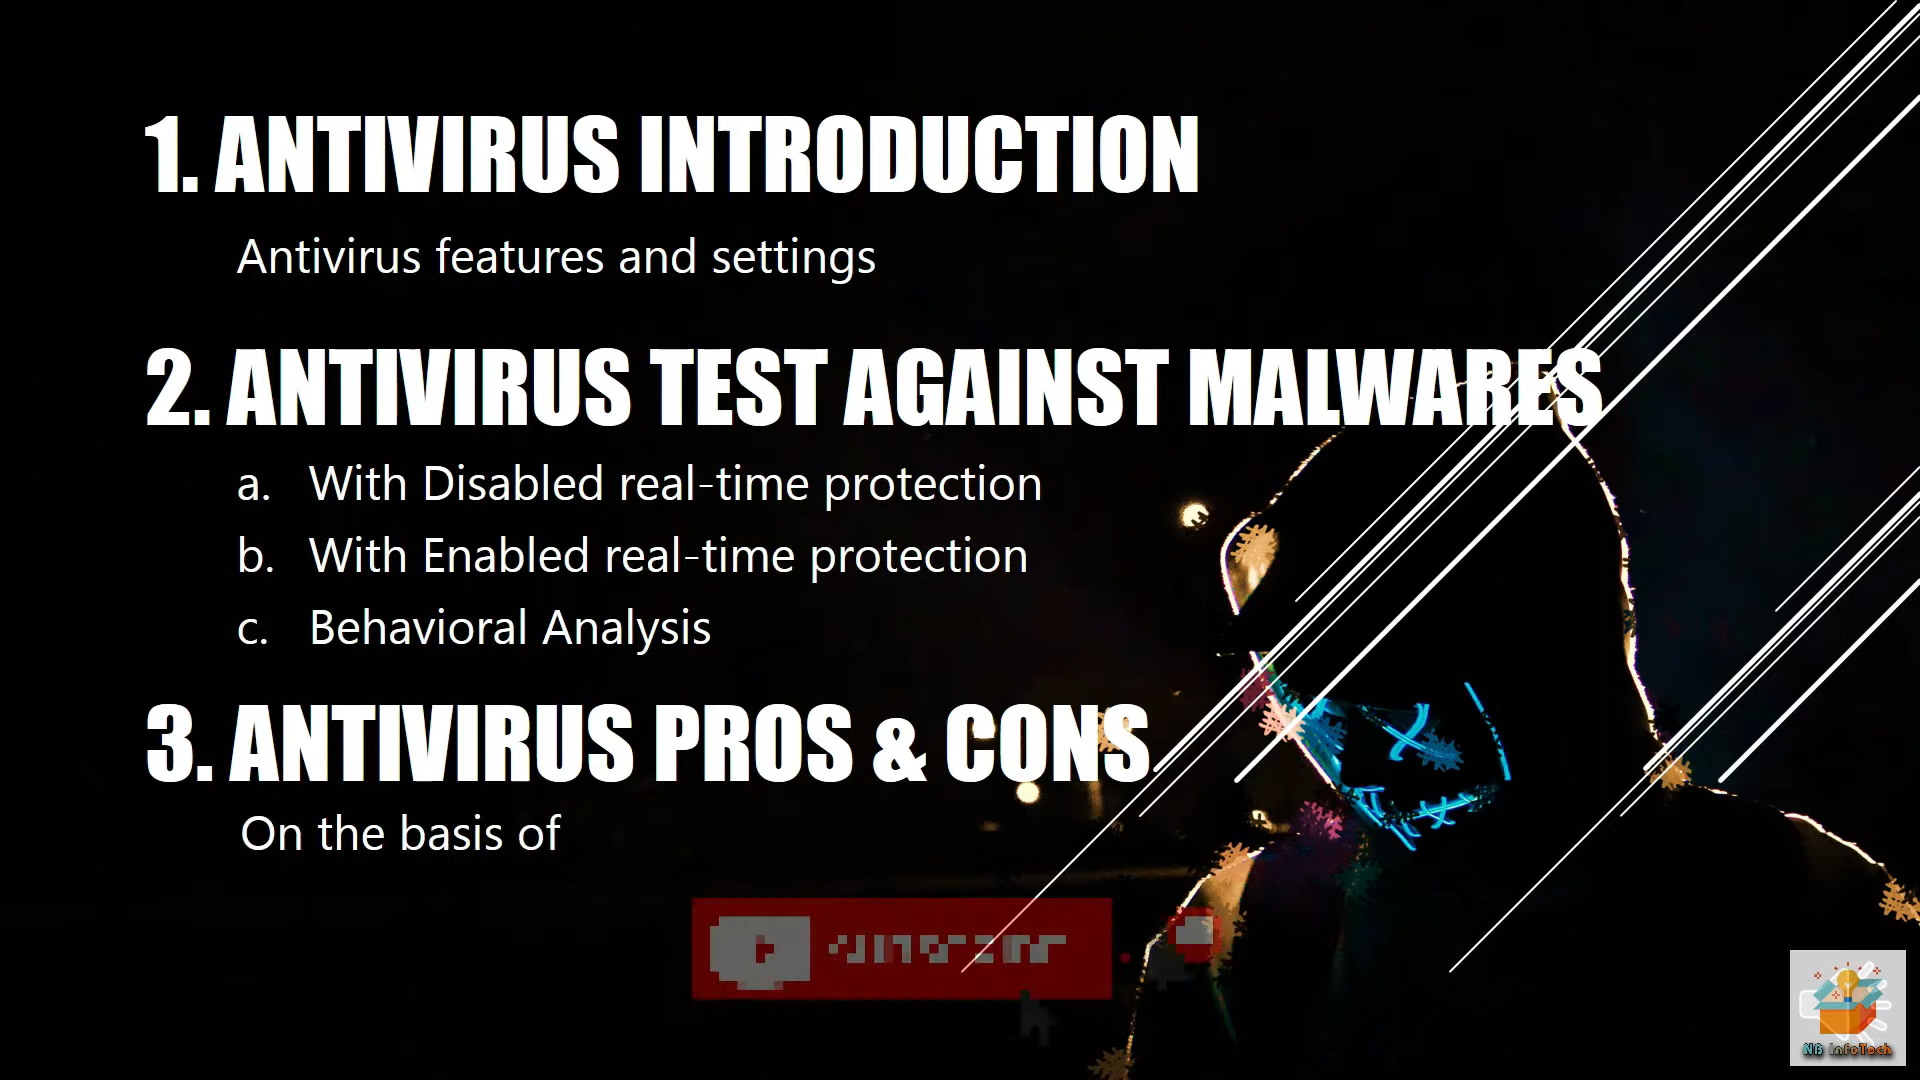 1. ANTIVIRUS INTRODUCTION
Antivirus features and settings
2. ANTIVIRUS TEST AGAINST MALWARES
a. With Disabled real-time protection
b. With Enabled real-time protection
c. Behavioral Analysis
3. ANTIVIRUS PROS & CONS
On the basis of
NB InfoTech